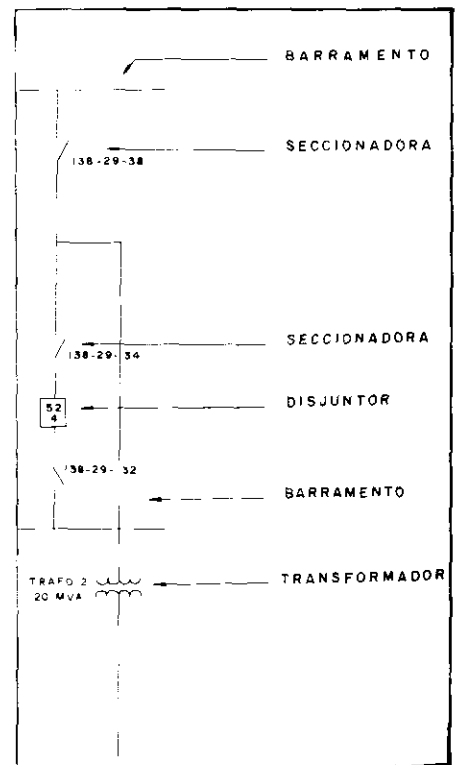 BARRAMENTO
SECCIONADORA
138-29-38
SECCIONADORA
138-29-34
52
4
DISJUNTOR
138-29-32
BARRAMENTO
TRAFO 2
20 MVA
TRANSFORMADOR